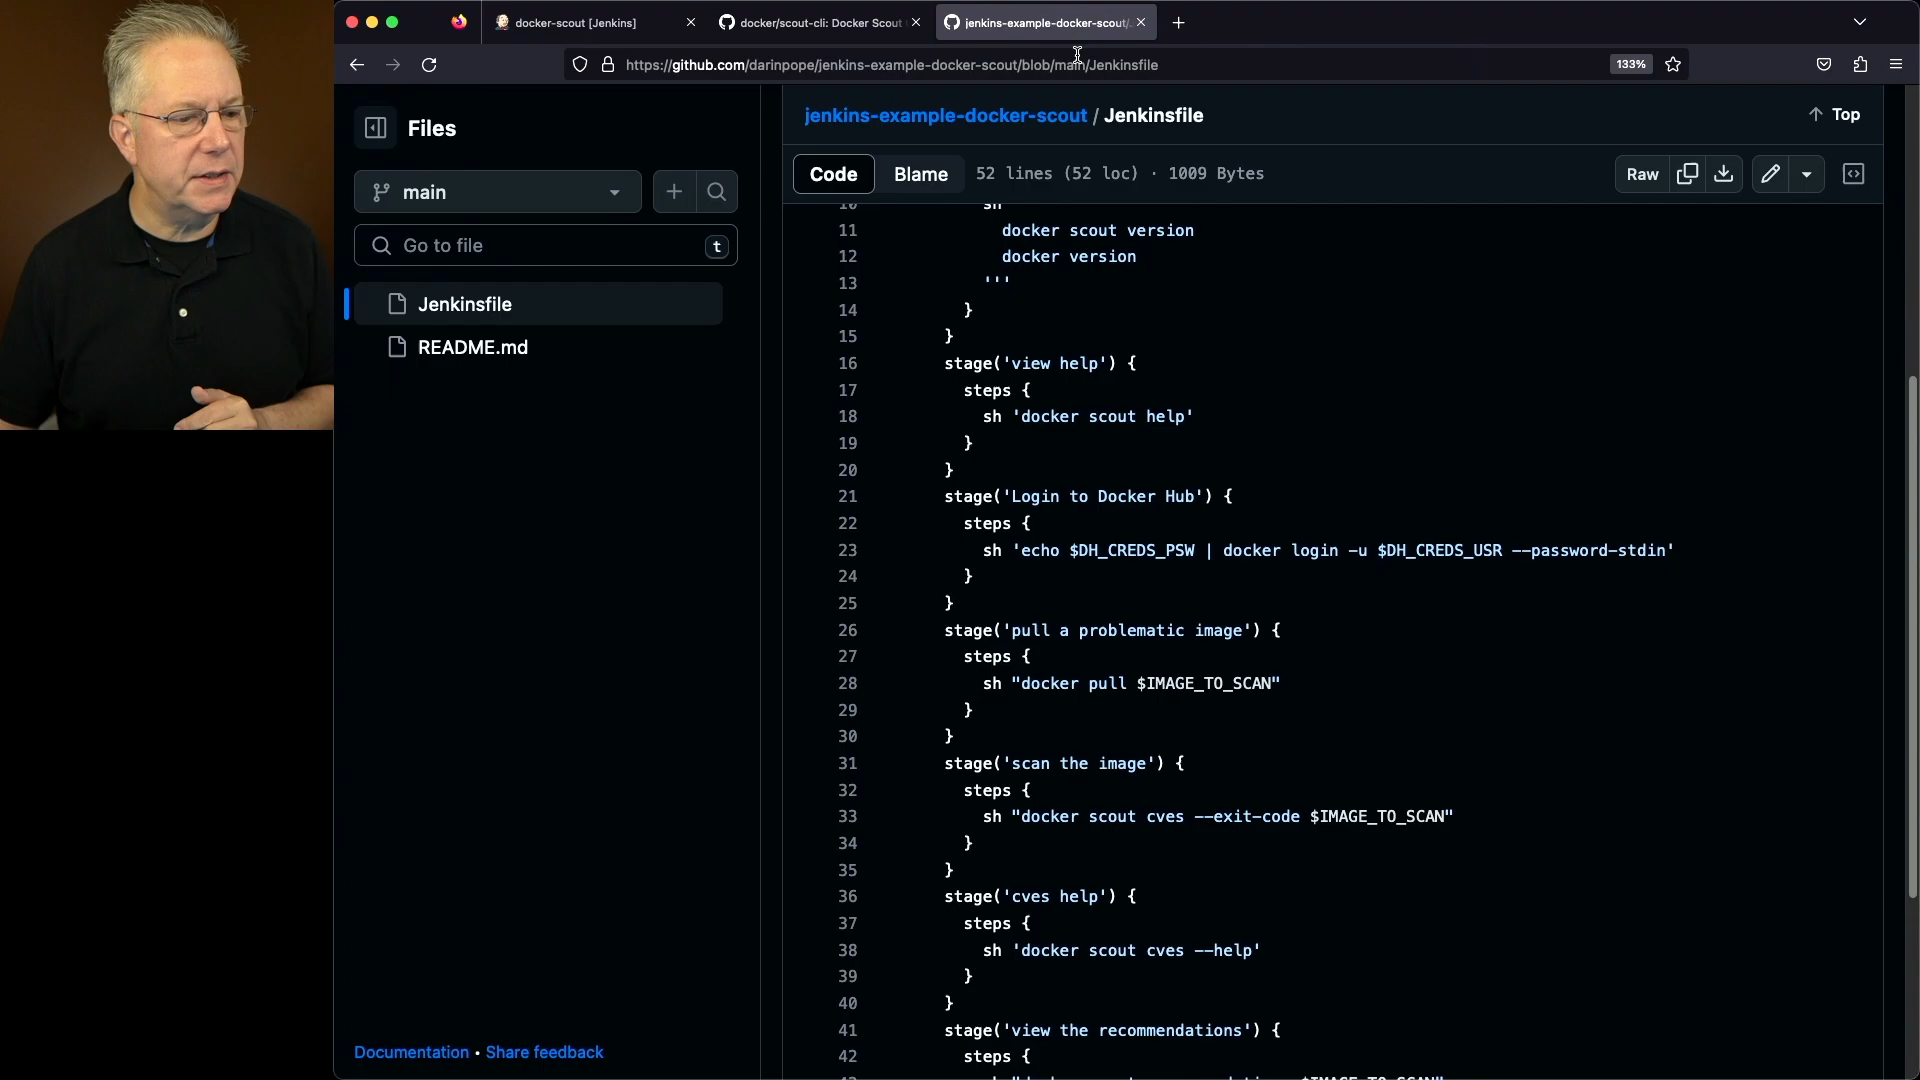 docker-scout [Jenkins]
docker/scout-cli: Docker Scout
jenkins-example-docker-scout/.
https://github.com/darinpope/jenkins-example-docker-scout/blob/main/Jenkinsfile
133%
Files
main
Go to file
t
Jenkinsfile
README.md
Documentation • Share feedback
jenkins-example-docker-scout / Jenkinsfile
Top
Code
Blame
52 lines (52 loc) · 1009 Bytes
Raw
10 sh
11 docker scout version
12 docker version
13 '''
14 }
15 }
16 stage('view help') {
17 steps {
18 sh 'docker scout help'
19 }
20 }
21 stage('Login to Docker Hub') {
22 steps {
23 sh 'echo $DH_CREDS_PSW | docker login -u $DH_CREDS_USR --password-stdin'
24 }
25 }
26 stage('pull a problematic image') {
27 steps {
28 sh "docker pull $IMAGE_TO_SCAN"
29 }
30 }
31 stage('scan the image') {
32 steps {
33 sh "docker scout cves --exit-code $IMAGE_TO_SCAN"
34 }
35 }
36 stage('cves help') {
37 steps {
38 sh 'docker scout cves --help'
39 }
40 }
41 stage('view the recommendations') {
42 steps {